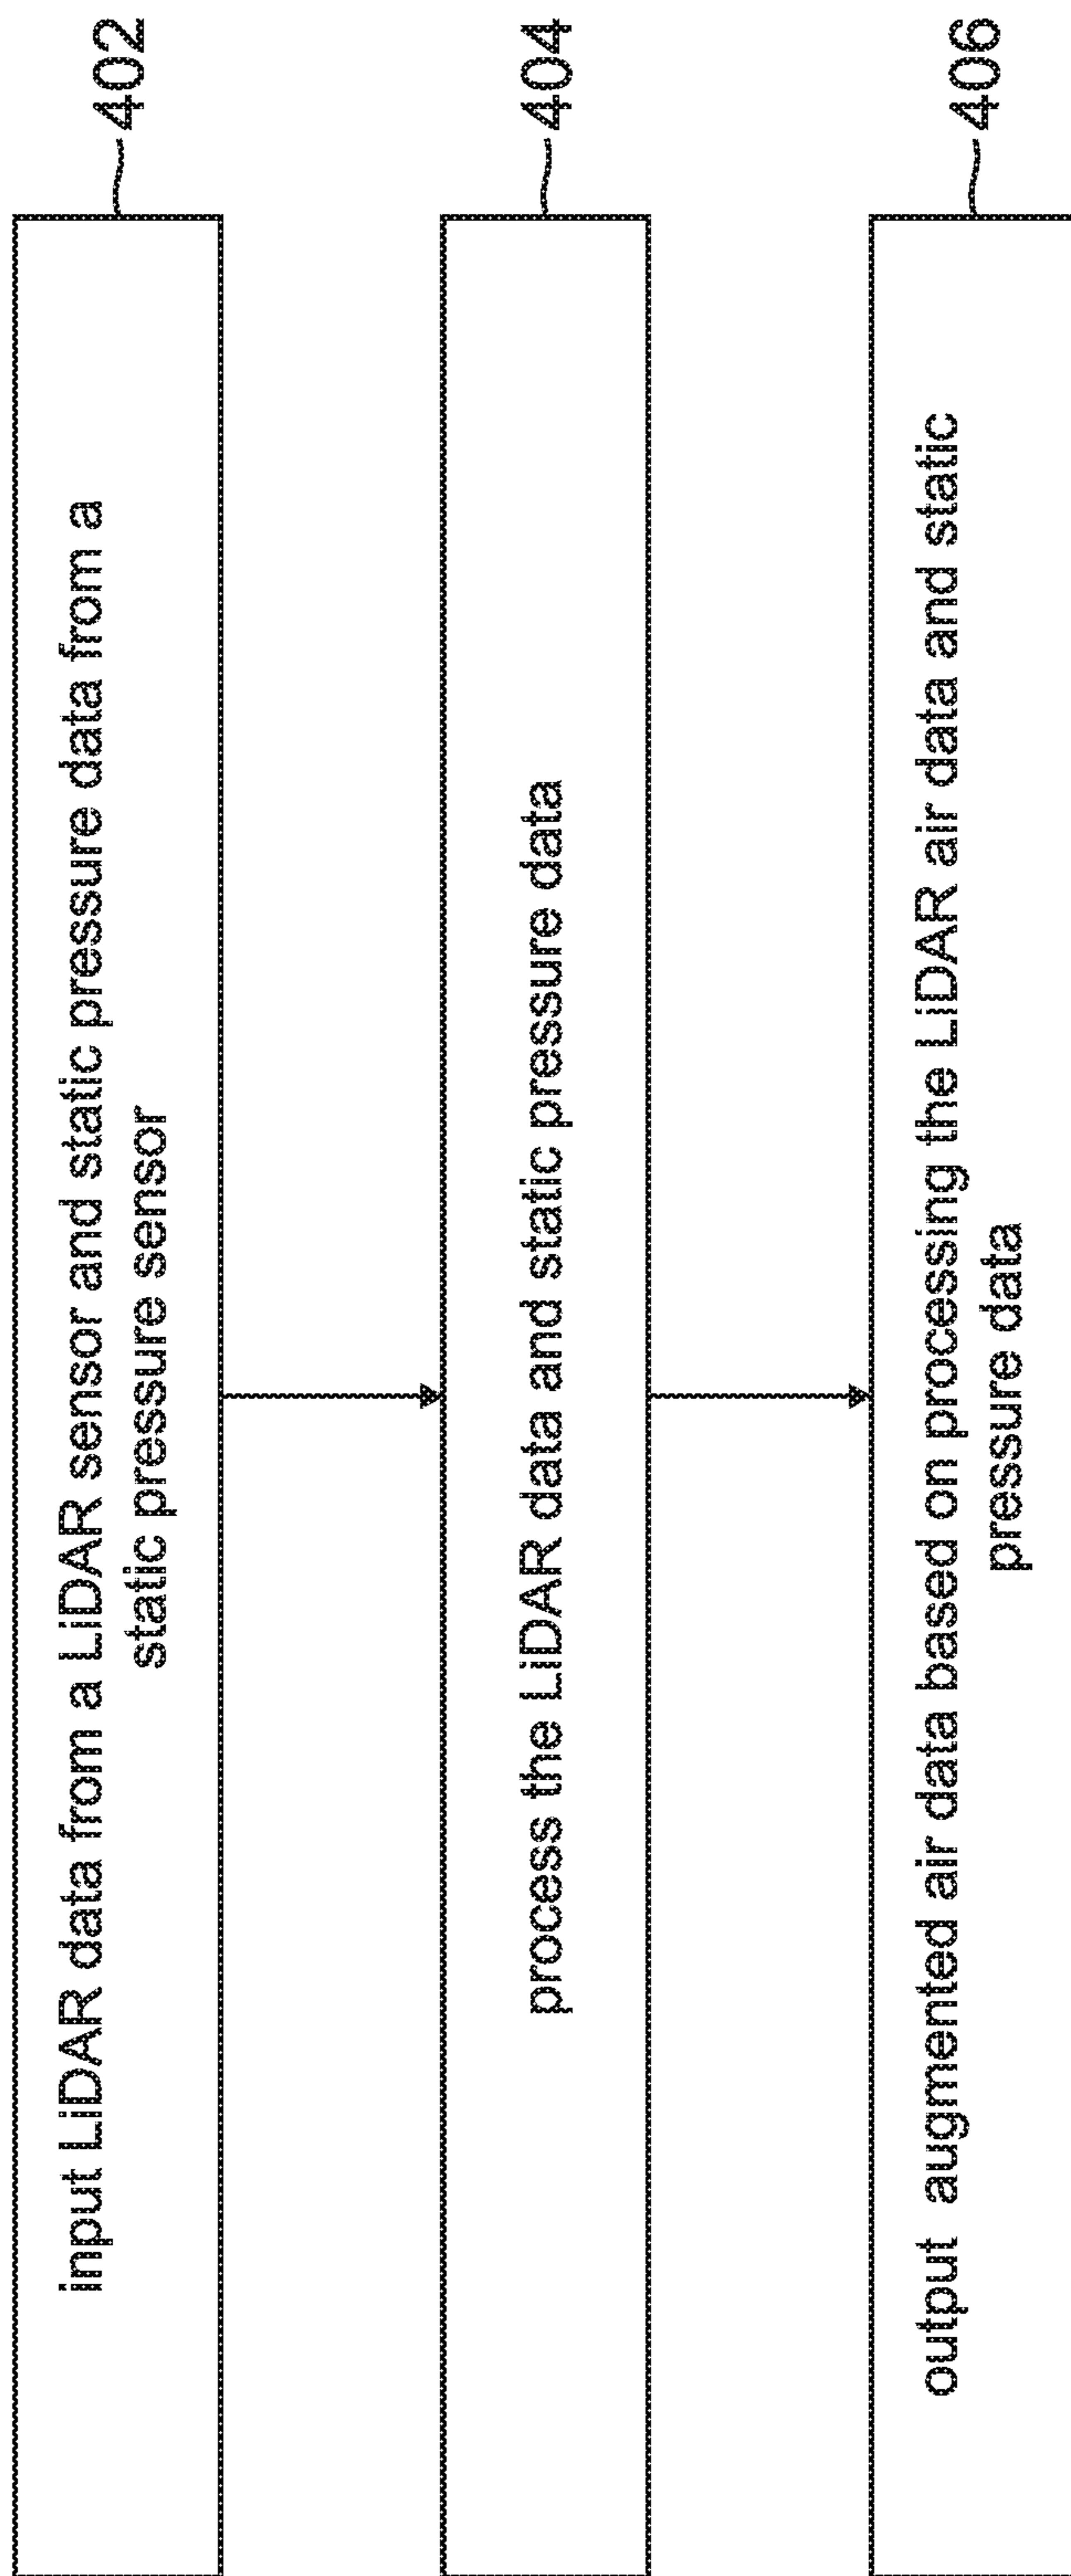 input LiDAR data from a LiDAR sensor and static pressure data from a
static pressure sensor
402
process the LiDAR data and static pressure data
404
output augmented air data based on processing the LiDAR air data and static
pressure data
406